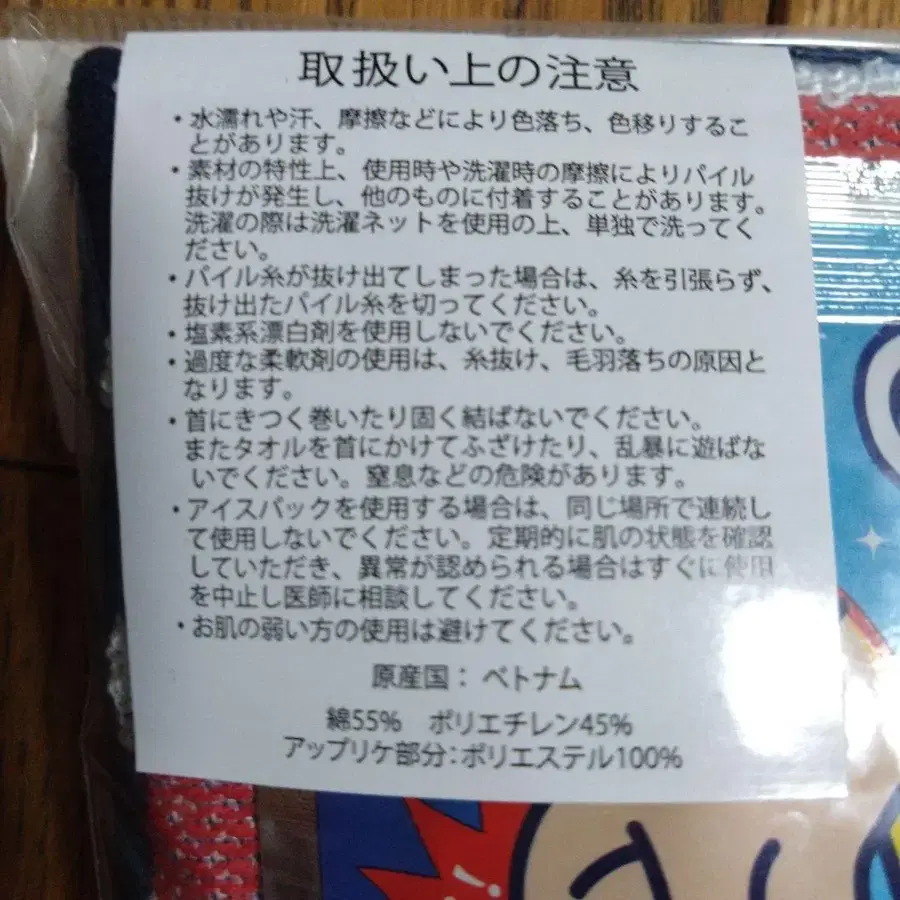 取扱い上の注意
・水濡れや汗、摩擦などにより色落ち、色移りするこ
とがあります。
・素材の特性上、使用時や洗濯時の摩擦によりパイル
抜けが発生し、他のものに付着することがあります。
洗濯の際は洗濯ネットを使用の上、単独で洗ってく
ださい。
・パイル糸が抜け出てしまった場合は、糸を引張らず、
抜け出たパイル糸を切ってください。
・塩素系漂白剤を使用しないでください。
・過度な柔軟剤の使用は、糸抜け、毛羽落ちの原因と
なります。
・首にきつく巻いたり固く結ばないでください。
またタオルを首にかけてふざけたり、乱暴に遊ばな
いでください。窒息などの危険があります。
・アイスパックを使用する場合は、同じ場所で連続し
て使用しないでください。定期的に肌の状態を確認
していただき、異常が認められる場合はすぐに使用
を中止し医師に相談してください。
・お肌の弱い方の使用は避けてください。
原産国：ベトナム
綿55%　ポリエチレン45%
アップリケ部分：ポリエステル100%